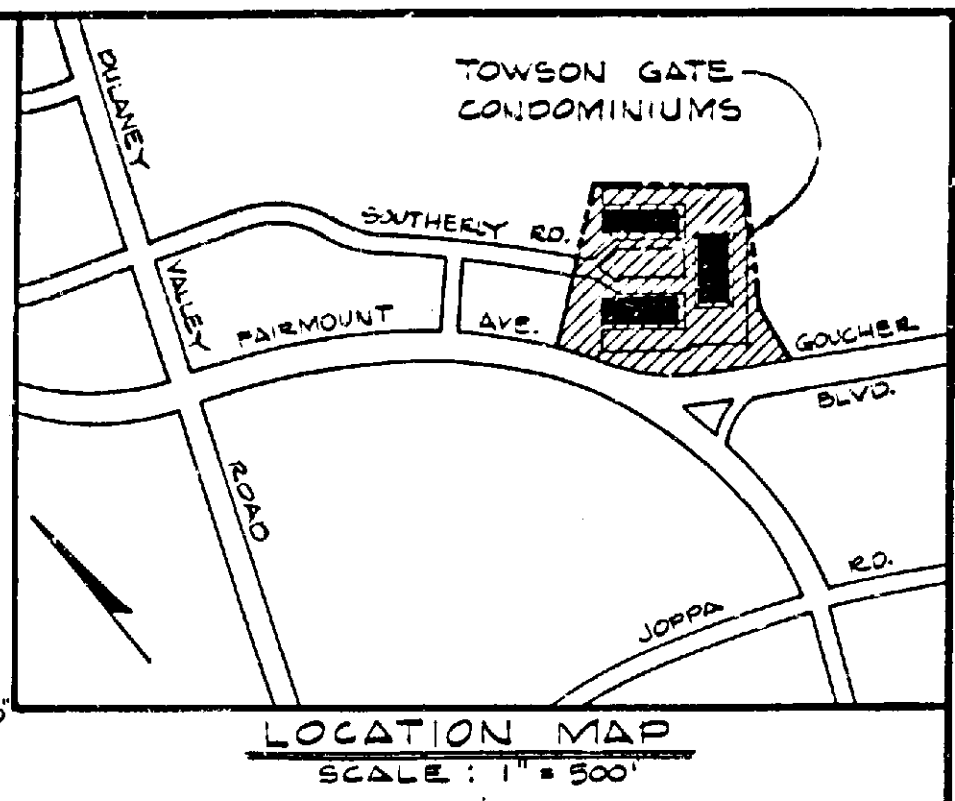 TOWSON GATE
CONDOMINIUMS
DULANEY
VALLEY
ROAD
SOUTHERLY RD.
FAIRMOUNT AVE.
GOUCHER
BLVD.
JOPPA RD.
LOCATION MAP
SCALE : 1" = 500'